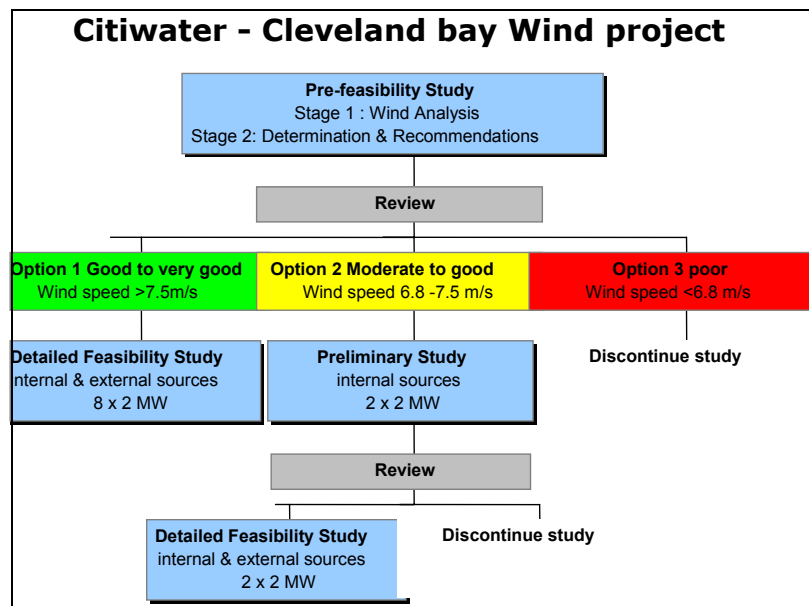 Citiwater - Cleveland bay Wind project
Pre-feasibility Study
Stage 1 : Wind Analysis
Stage 2: Determination & Recommendations
Review
Option 1 Good to very good
Wind speed >7.5m/s
Option 2 Moderate to good
Wind speed 6.8 -7.5 m/s
Option 3 poor
Wind speed <6.8 m/s
Detailed Feasibility Study
internal & external sources
8 x 2 MW
Preliminary Study
internal sources
2 x 2 MW
Discontinue study
Review
Detailed Feasibility Study
internal & external sources
2 x 2 MW
Discontinue study